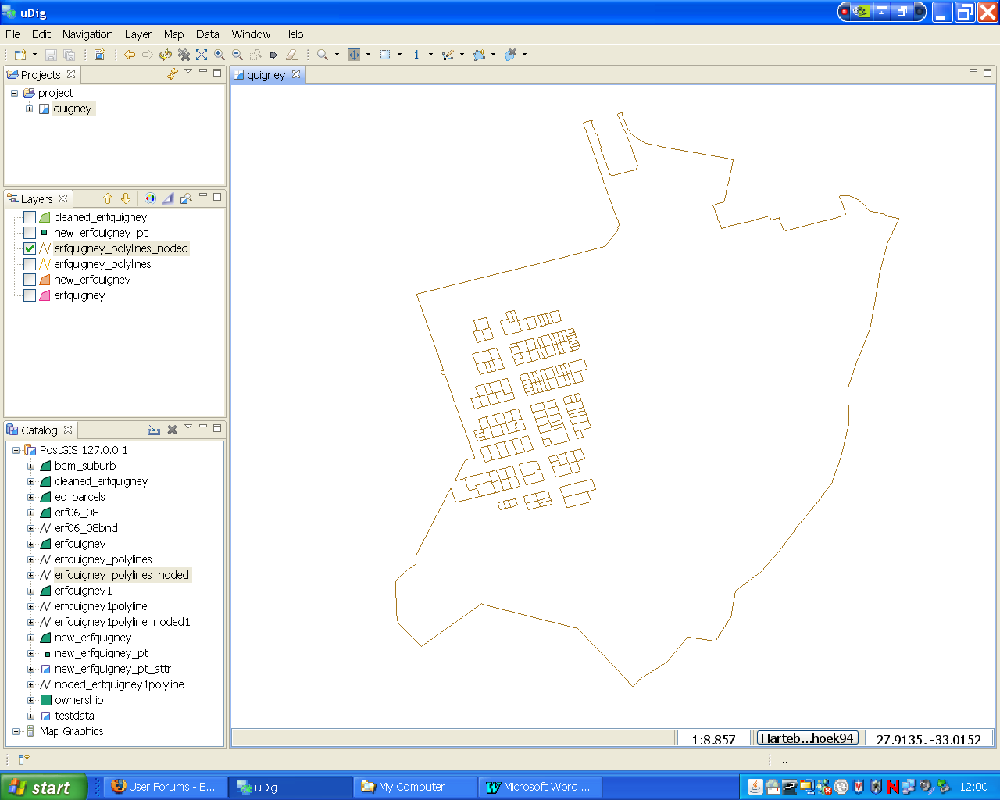 uDig
File Edit Navigation Layer Map Data Window Help
Projects
project
quigney
Layers
cleaned_erfquigney
new_erfquigney_pt
erfquigney_polylines_noded
erfquigney_polylines
new_erfquigney
erfquigney
Catalog
PostGIS 127.0.0.1
bcm_suburb
cleaned_erfquigney
ec_parcels
erf06_08
erf06_08bnd
erfquigney
erfquigney_polylines
erfquigney_polylines_noded
erfquigney1
erfquigney1polyline
erfquigney1polyline_noded1
new_erfquigney
new_erfquigney_pt
new_erfquigney_pt_attr
noded_erfquigney1polyline
ownership
testdata
Map Graphics
quigney
1:8,857 Harteb...hoek94 27.9135, -33.0152
...
start User Forums - E... uDig My Computer Microsoft Word ... 12:00